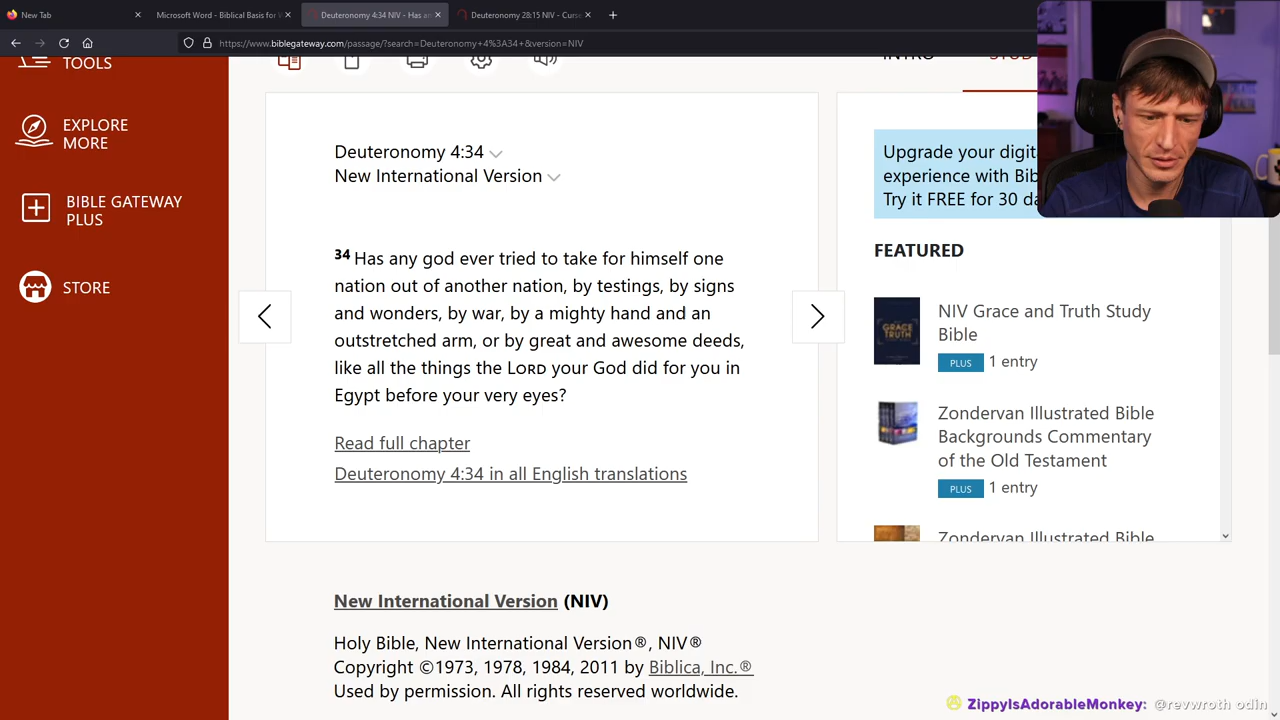 New Tab
Microsoft Word - Biblical Basis for W
Deuteronomy 4:34 NIV - Has an
Deuteronomy 28:15 NIV - Curse
https://www.biblegateway.com/passage/?search=Deuteronomy+4%3A34+&version=NIV
TOOLS
EXPLORE
MORE
BIBLE GATEWAY
PLUS
STORE
INTRO
Deuteronomy 4:34
New International Version
34 Has any god ever tried to take for himself one
nation out of another nation, by testings, by signs
and wonders, by war, by a mighty hand and an
outstretched arm, or by great and awesome deeds,
like all the things the LORD your God did for you in
Egypt before your very eyes?
Read full chapter
Deuteronomy 4:34 in all English translations
Upgrade your digit
experience with Bib
Try it FREE for 30 da
FEATURED
NIV Grace and Truth Study
Bible
PLUS 1 entry
Zondervan Illustrated Bible
Backgrounds Commentary
of the Old Testament
PLUS 1 entry
Zondervan Illustrated Bible
New International Version (NIV)
Holy Bible, New International Version®, NIV®
Copyright ©1973, 1978, 1984, 2011 by Biblica, Inc.®
Used by permission. All rights reserved worldwide.
ZippyIsAdorableMonkey: @revwroth odin